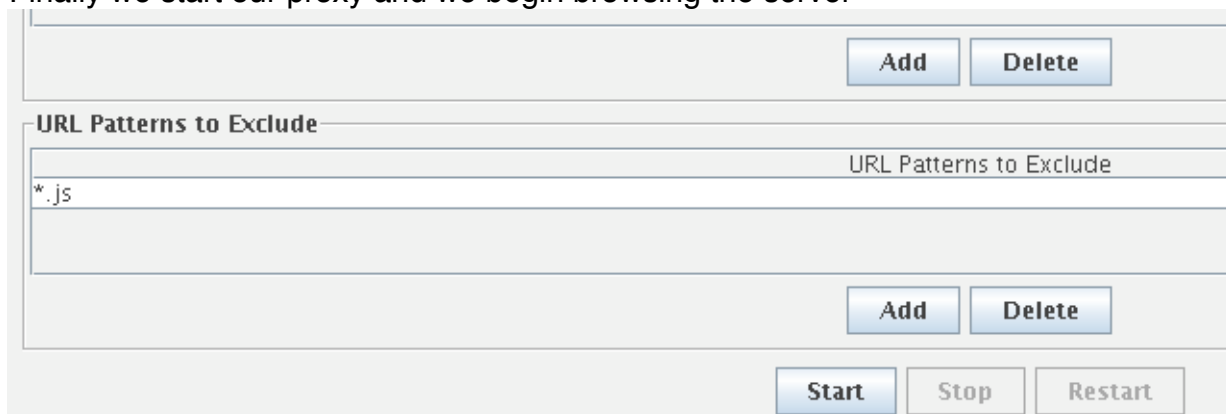 Finally we start our proxy and we begin browsing the server
Add Delete
URL Patterns to Exclude
URL Patterns to Exclude
*.js
Add Delete
Start Stop Restart